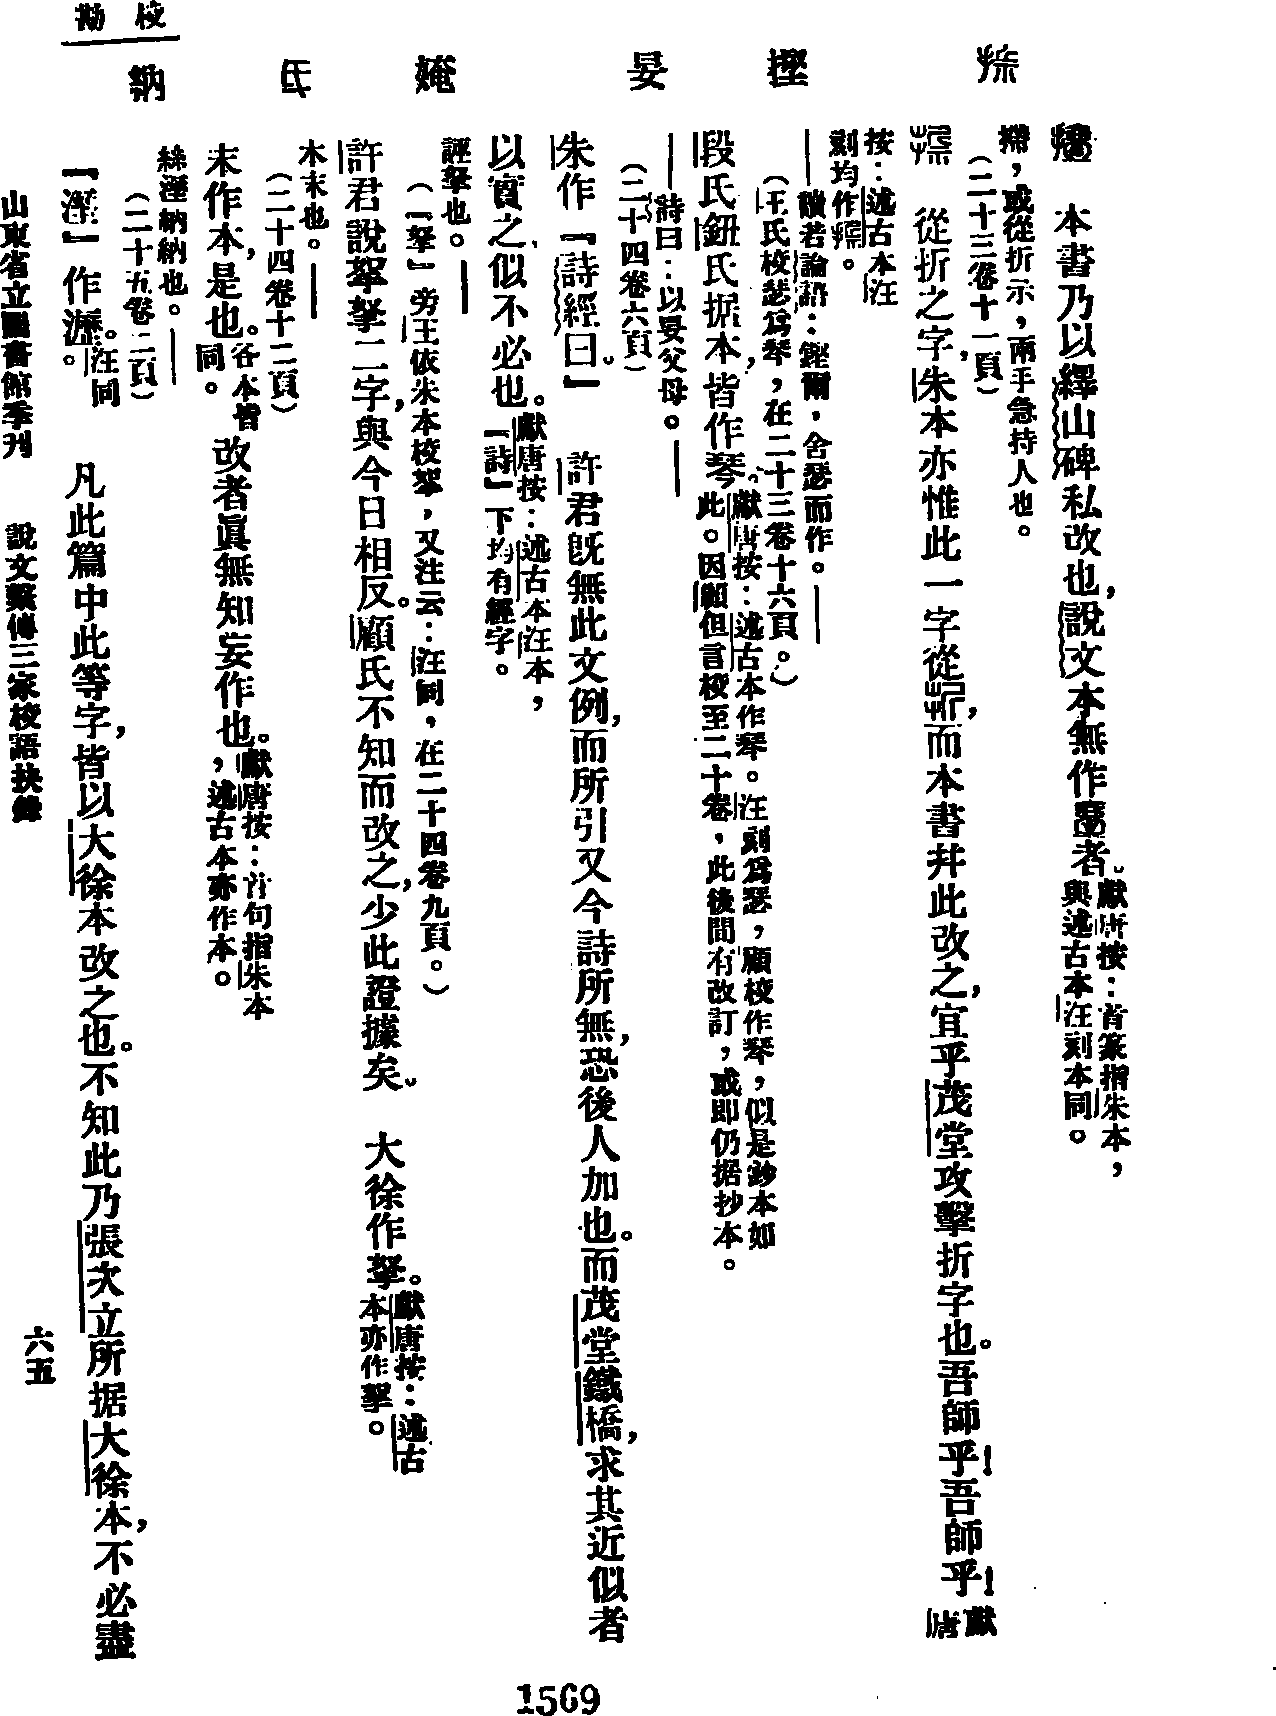 校勘
本書乃以繹山碑私改也,說文本無作者。獻唐按:首篆指朱本,
與述古本汪刻本同。
,或從折示,兩手急持人也。
(二十三卷十一頁)
從折之字,朱本亦惟此一字從,而本書幷此改之,宜乎茂堂攻擊折字也。吾師乎!吾師乎!獻唐
按:述古本汪
刻均作。
摼
讀若論語:鏗爾,舍瑟而作。
(王氏校瑟爲琴,在二十三卷十六頁。)
段氏鈕氏据本,皆作琴。獻唐按:述古本作琴。汪刻爲瑟,顧校作琴,似是鈔本如
此。因顧但言校至二十卷,此後間有改訂,或即仍据抄本。
晏
詩曰:以晏父母。
(二十四卷六頁)
朱作『詩經曰。』 許君旣無此文例,而所引又今詩所無,恐後人加也。而茂堂鐵橋,求其近似者
以實之、似不必也。獻唐按:述古本汪本,
『詩』下均有經字。
婘
誣挐也。
(『挐』旁王依朱本校挐,又注云:汪同,在二十四卷九頁。)
許君說挐拏二字,與今日相反。顧氏不知而改之,少此證據矣。 大徐作拏。獻唐按:述古
本亦作拏。
氐
木末也。
(二十四卷十二頁)
末作本,是也。各本皆
同。
改者眞無知妄作也。獻唐按:首句指朱本
,述古本亦作本。
納
絲溼納納也。
(二十五卷二頁)
『溼』作濕。汪同
。
凡此篇中此等字,皆以大徐本改之也。不知此乃張次立所据大徐本,不必盡
山東省立圖書館季刊 說文繫傳三家校語抉錄 六五
1569